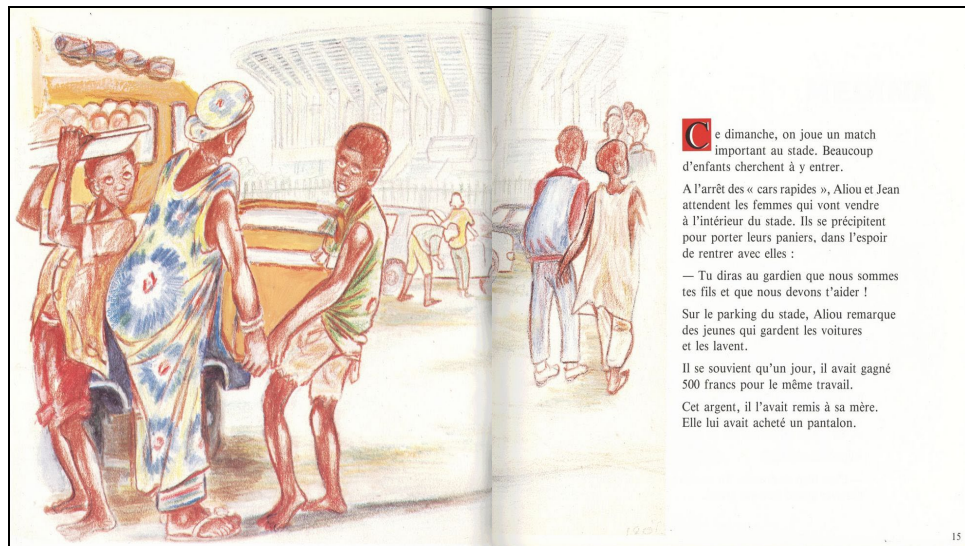 Ce dimanche, on joue un match
important au stade. Beaucoup
d'enfants cherchent à y entrer.
A l'arrêt des « cars rapides », Aliou et Jean
attendent les femmes qui vont vendre
à l'intérieur du stade. Ils se précipitent
pour porter leurs paniers, dans l'espoir
de rentrer avec elles :
— Tu diras au gardien que nous sommes
tes fils et que nous devons t'aider !
Sur le parking du stade, Aliou remarque
des jeunes qui gardent les voitures
et les lavent.
Il se souvient qu'un jour, il avait gagné
500 francs pour le même travail.
Cet argent, il l'avait remis à sa mère.
Elle lui avait acheté un pantalon.
15